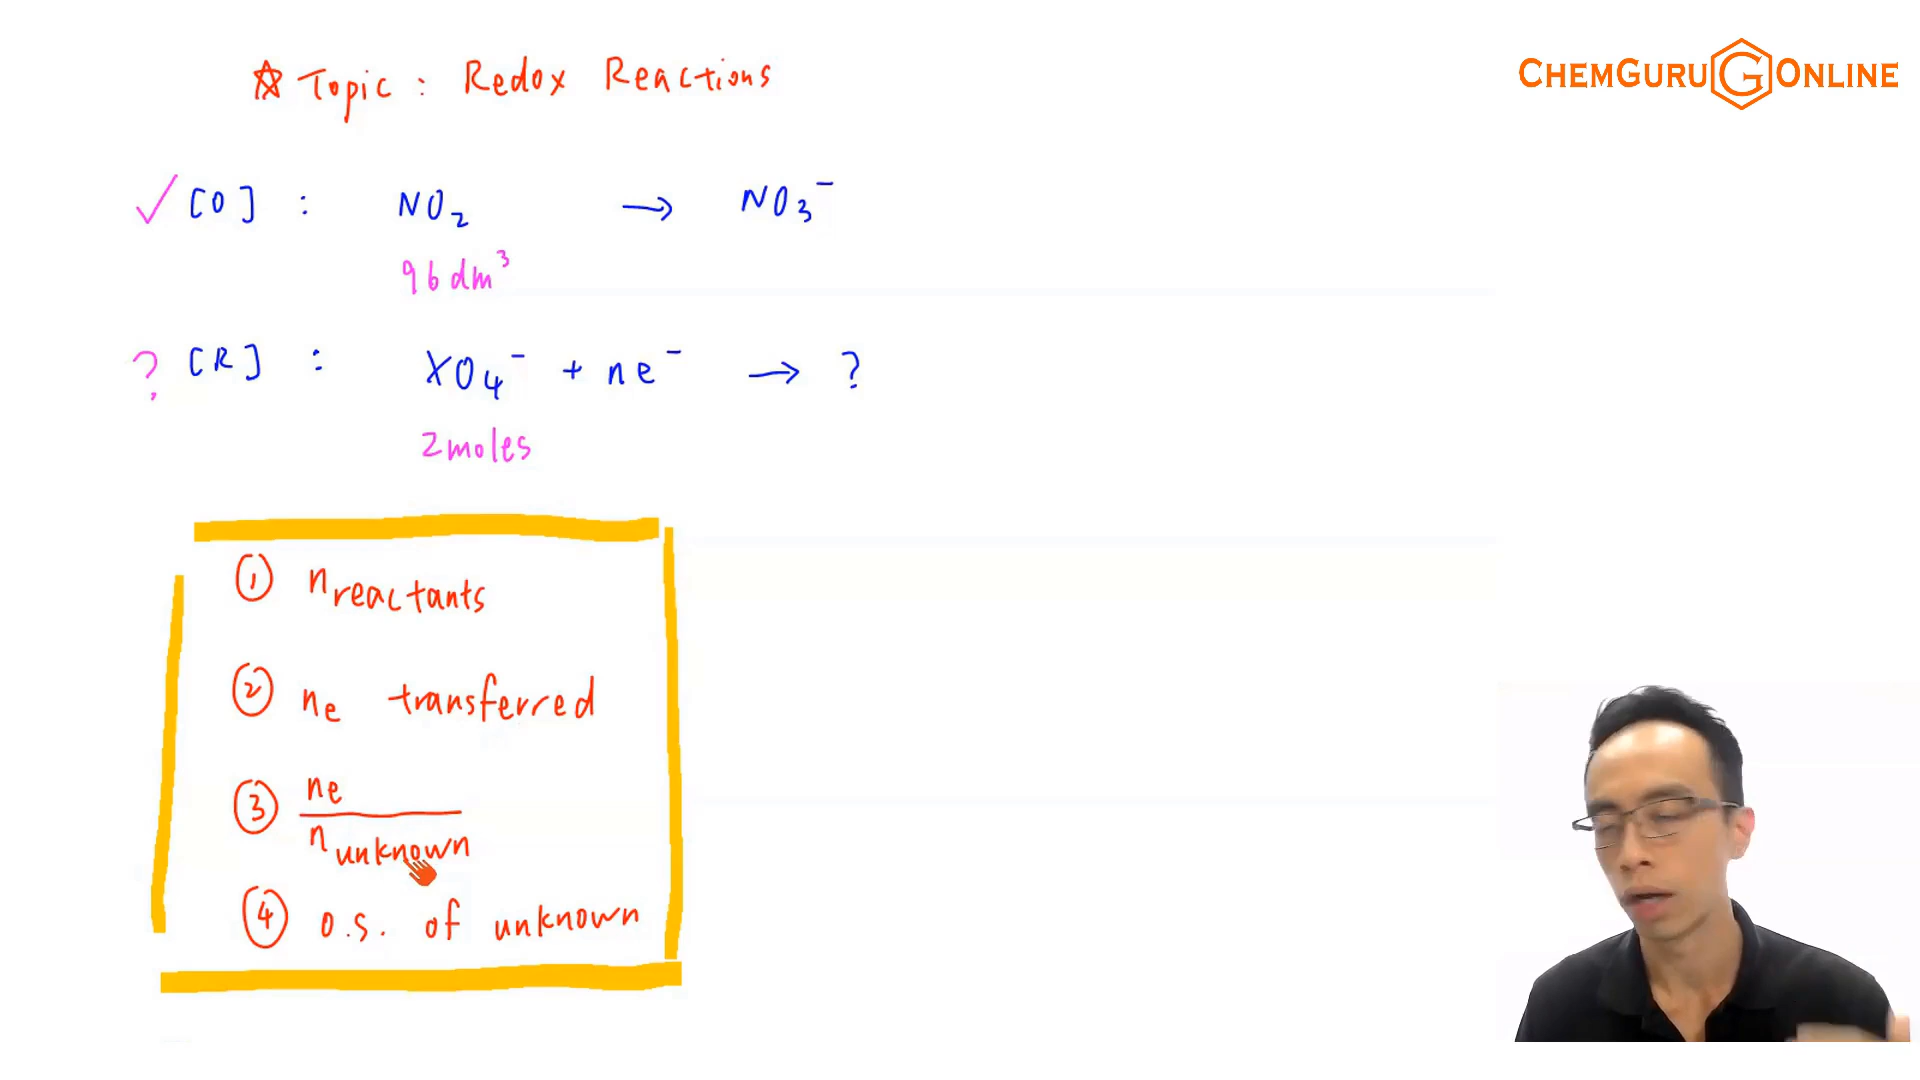 CHEMGURU G ONLINE
☆ Topic : Redox Reactions
✓ [O] : NO₂ → NO₃⁻
96 dm³
? [R] : XO₄⁻ + ne⁻ → ?
2 moles
① n reactants
② ne transferred
③ ne
n unknown
④ o.s. of unknown